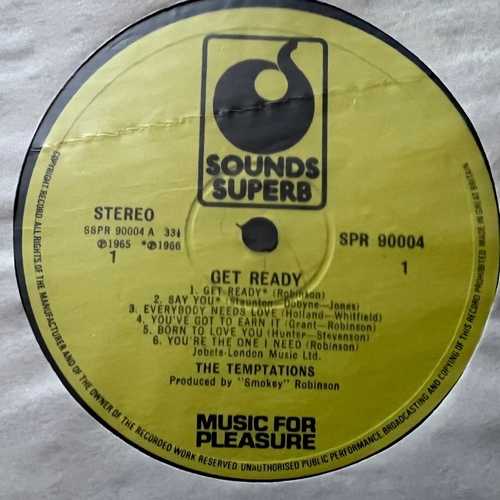 SOUNDS
SUPERB
STEREO
SSPR 90004 A 33⅓
℗1965 *℗1966
1
SPR 90004
1
GET READY
1. GET READY* (Robinson)
2. SAY YOU* (Staunton—Dobyne—Jones)
3. EVERYBODY NEEDS LOVE (Holland—Whitfield)
4. YOU'VE GOT TO EARN IT (Grant—Robinson)
5. BORN TO LOVE YOU (Hunter—Stevenson)
6. YOU'RE THE ONE I NEED (Robinson)
Jobete-London Music Ltd.
THE TEMPTATIONS
Produced by "Smokey" Robinson
MUSIC FOR
PLEASURE
COPYRIGHT RECORD ALL RIGHTS OF THE MANUFACTURER AND OF THE OWNER OF THE RECORDED WORK RESERVED. UNAUTHORISED PUBLIC PERFORMANCE BROADCASTING AND COPYING OF THIS RECORD PROHIBITED MADE IN GREAT BRITAIN